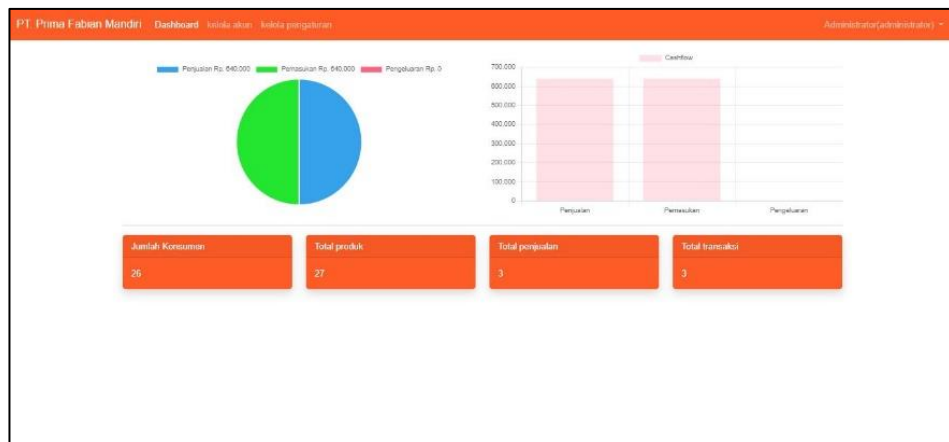 PT. Prima Fabian Mandiri Dashboard kelola akun kelola pengaturan Administrator(administrator)
Penjualan Rp. 640.000 Pemasukan Rp. 640.000 Pengeluaran Rp. 0
Cashflow
700.000
600.000
500.000
400.000
300.000
200.000
100.000
0
Penjualan Pemasukan Pengeluaran
Jumlah Konsumen
26
Total produk
27
Total penjualan
3
Total transaksi
3